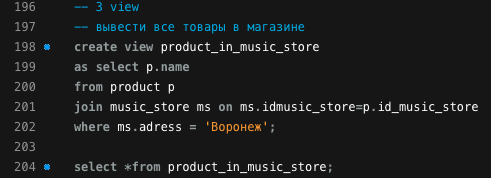 196 -- 3 view
197 -- вывести все товары в магазине
198 create view product_in_music_store
199 as select p.name
200 from product p
201 join music_store ms on ms.idmusic_store=p.id_music_store
202 where ms.adress = 'Воронеж';
203
204 select *from product_in_music_store;